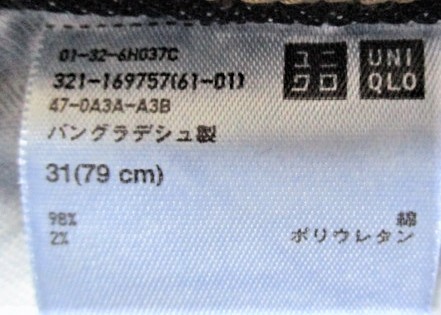 01-32-6H037C
321-169757(61-01)
47-0A3A-A3B
バングラデシュ製
31(79 cm)
98% 綿
2% ポリウレタン
ユニ
クロ
UNI
QLO